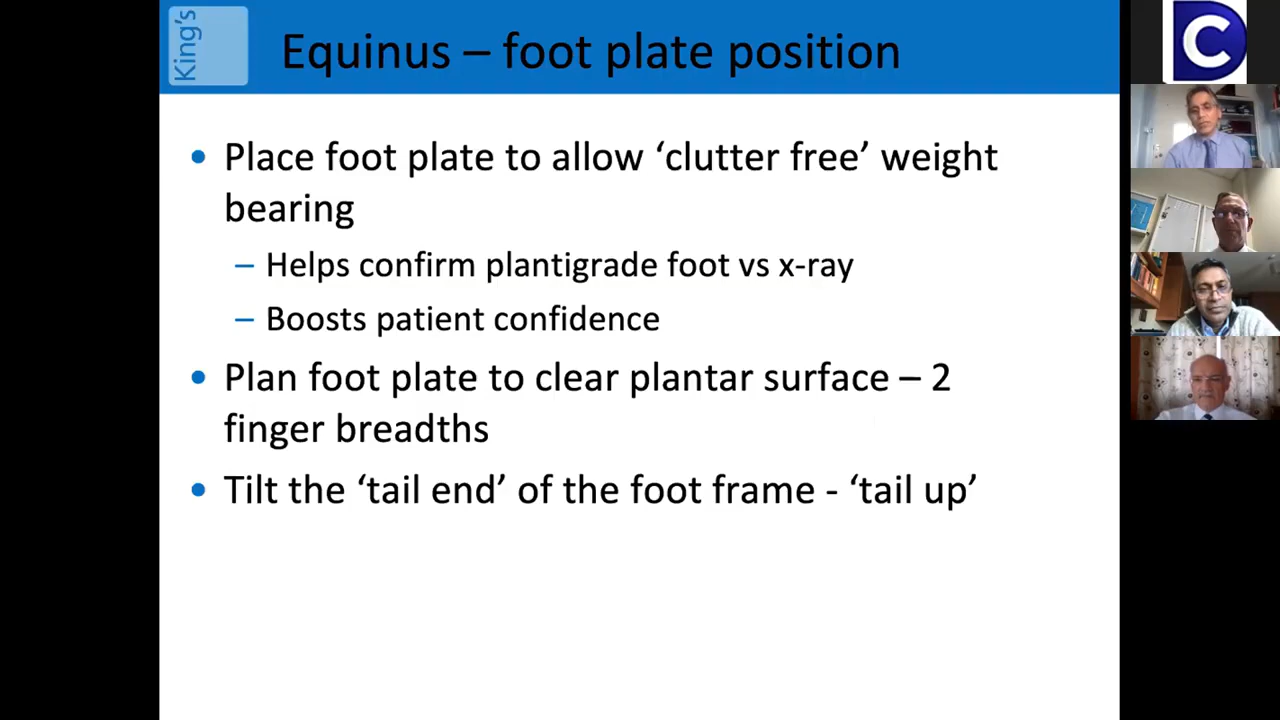 King's
Equinus – foot plate position
• Place foot plate to allow ‘clutter free’ weight
bearing
– Helps confirm plantigrade foot vs x-ray
– Boosts patient confidence
• Plan foot plate to clear plantar surface – 2
finger breadths
• Tilt the ‘tail end’ of the foot frame - ‘tail up’
C